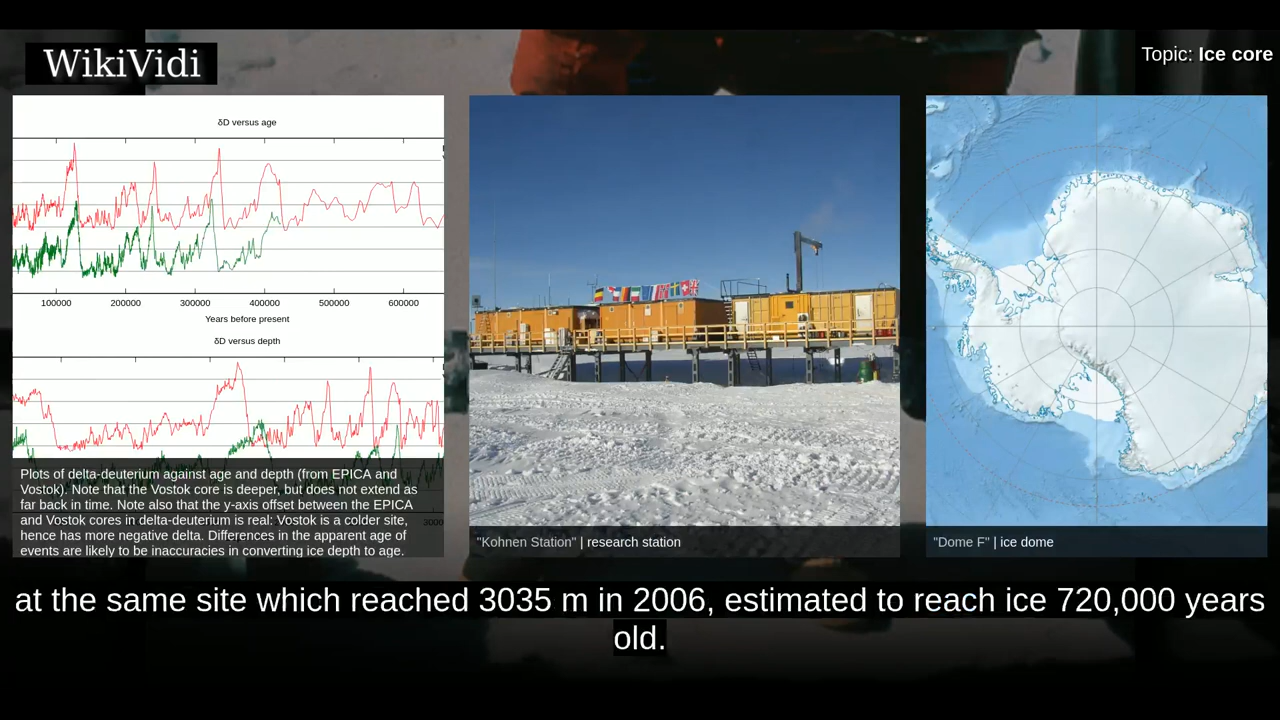 WikiVidi
Topic: Ice core
δD versus age
100000 200000 300000 400000 500000 600000
Years before present
δD versus depth
3000
Plots of delta-deuterium against age and depth (from EPICA and
Vostok). Note that the Vostok core is deeper, but does not extend as
far back in time. Note also that the y-axis offset between the EPICA
and Vostok cores in delta-deuterium is real: Vostok is a colder site,
hence has more negative delta. Differences in the apparent age of
events are likely to be inaccuracies in converting ice depth to age.
"Kohnen Station" | research station
"Dome F" | ice dome
at the same site which reached 3035 m in 2006, estimated to reach ice 720,000 years
old.